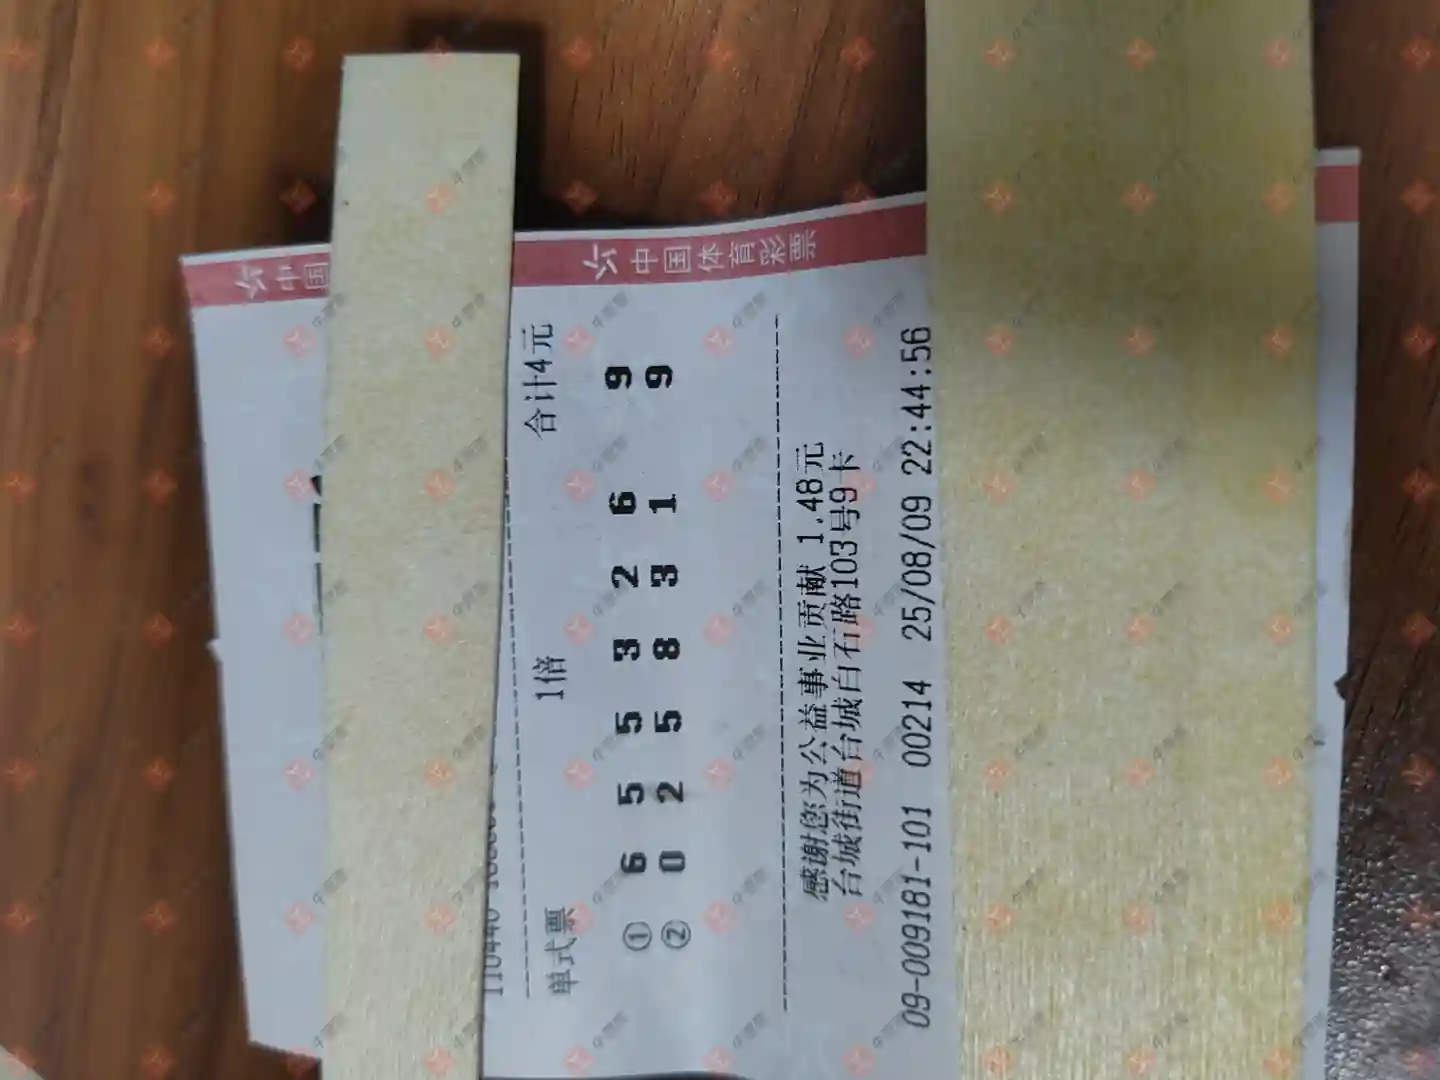 中国体育彩票
中国
单式票 1倍 合计4元
① 6 5 5 3 2 6 9
② 0 2 5 8 3 1 9
感谢您为公益事业贡献 1.48元
台城街道台城白石路103号9卡
09-009181-101 00214 25/08/09 22:44:56